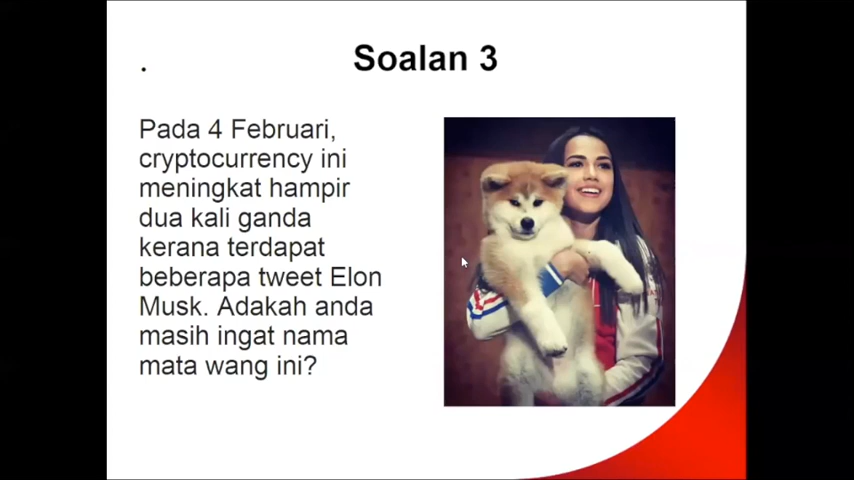 Soalan 3
Pada 4 Februari,
cryptocurrency ini
meningkat hampir
dua kali ganda
kerana terdapat
beberapa tweet Elon
Musk. Adakah anda
masih ingat nama
mata wang ini?